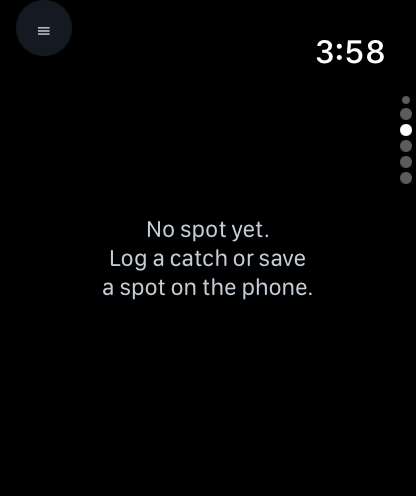 3:58
No spot yet.
Log a catch or save
a spot on the phone.